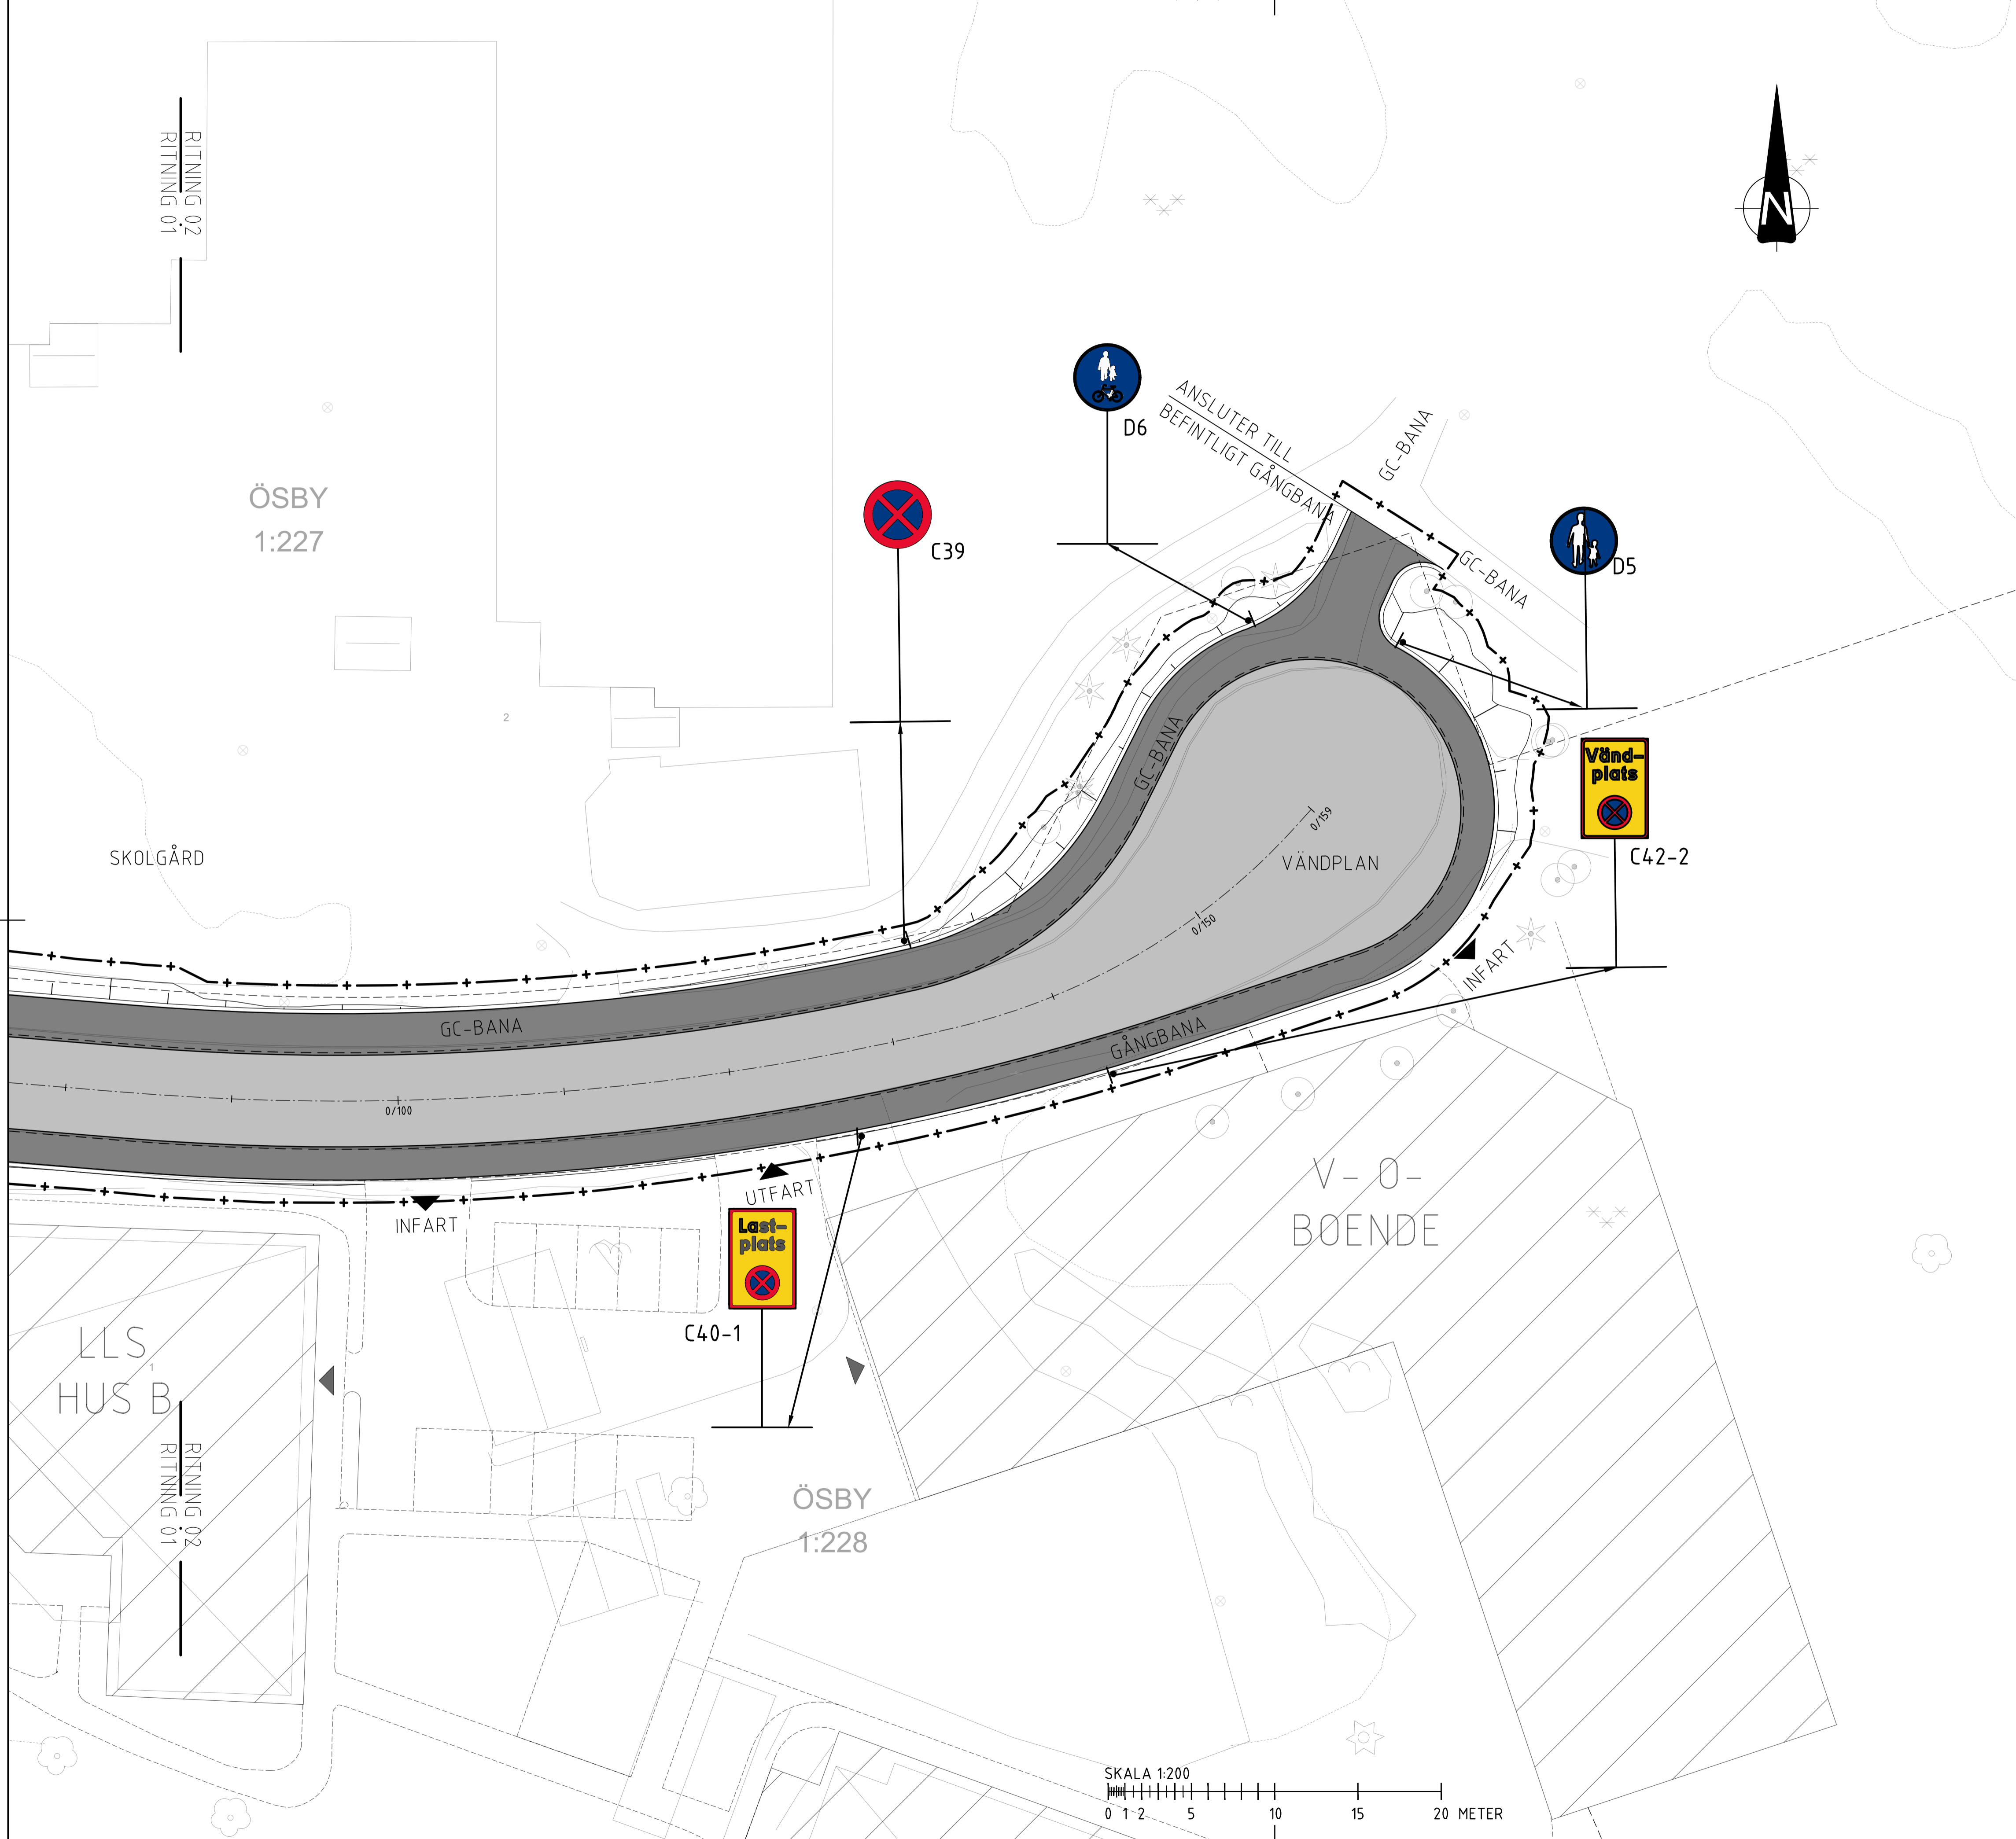 RITNING 02
RITNING 01
N
ANSLUTER TILL
BEFINTLIGT GÅNGBANA
GC-BANA
D6
ÖSBY
1:227
C39
D5
GC-BANA
2
GC-BANA
Vänd-
plats
C42-2
0/159
VÄNDPLAN
SKOLGÅRD
0/150
INFART
GC-BANA
GÅNGBANA
0/100
UTFART
INFART
V-O-
BOENDE
Last-
plats
C40-1
LLS
1
HUS B
RITNING 02
RITNING 01
ÖSBY
1:228
SKALA 1:200
0 1 2 5 10 15 20 METER